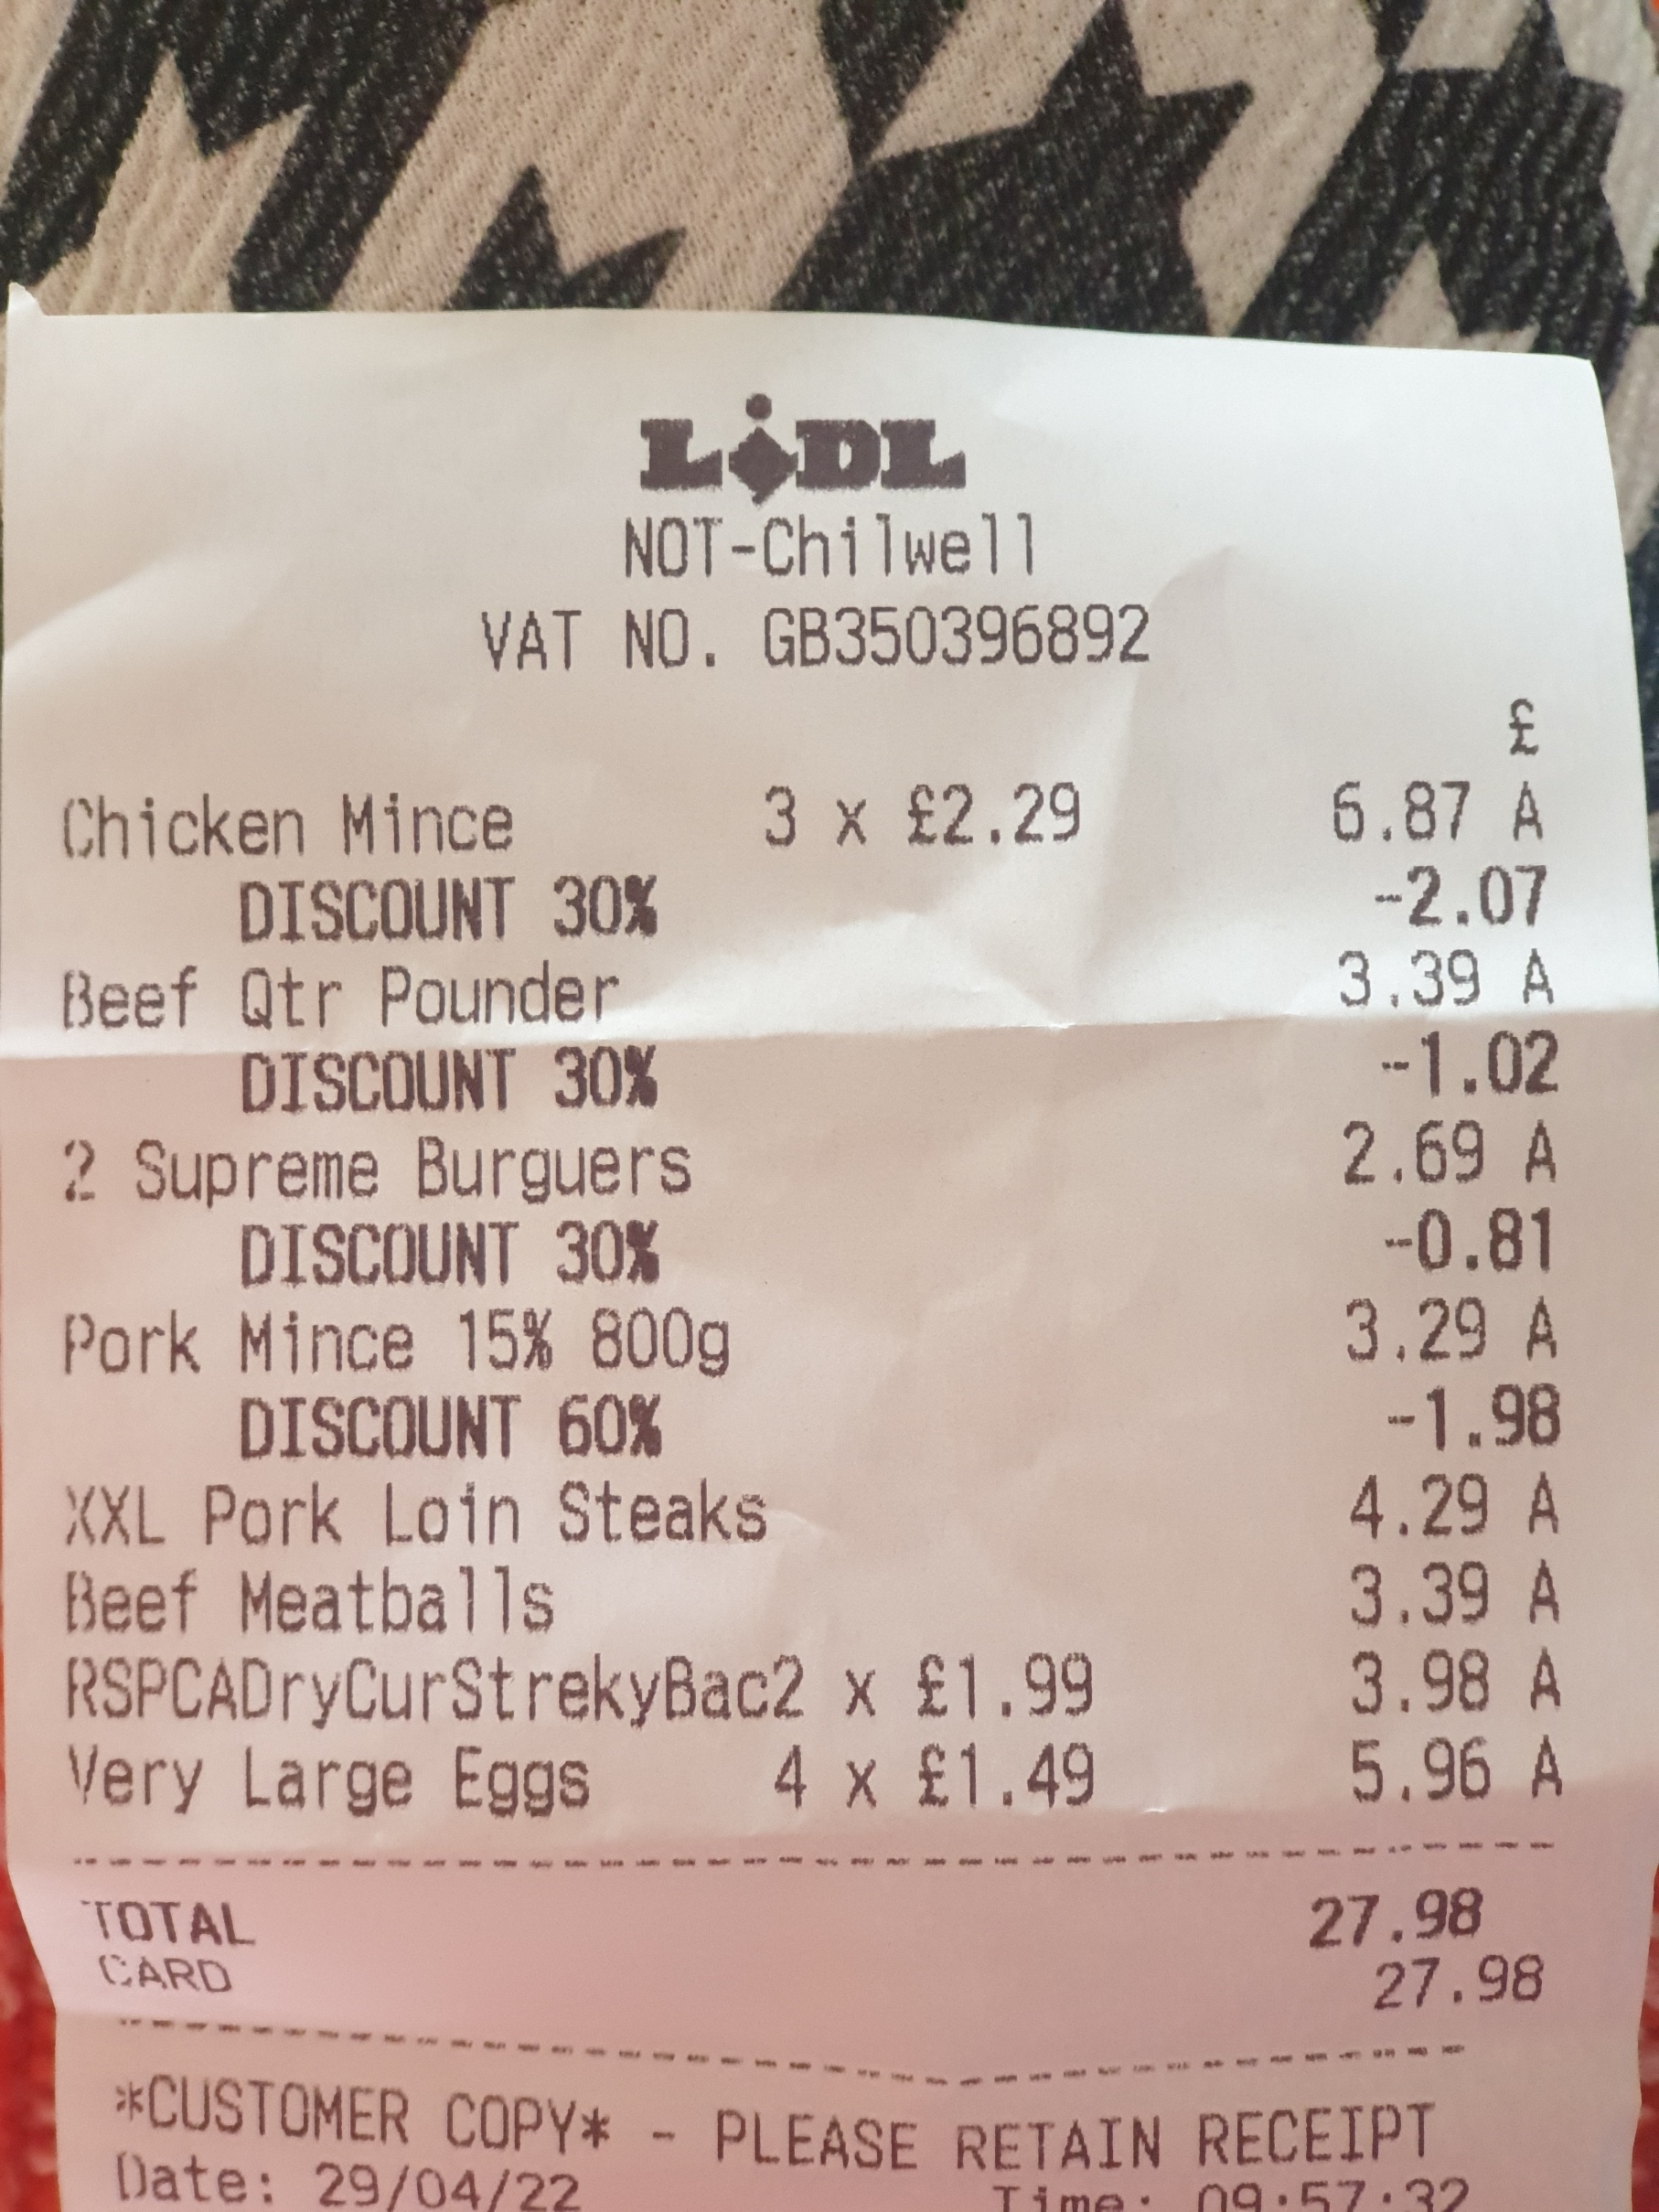 LiDL
NOT-Chilwell
VAT NO. GB350396892
£
Chicken Mince 3 x £2.29 6.87 A
DISCOUNT 30% -2.07
Beef Qtr Pounder 3.39 A
DISCOUNT 30% -1.02
2 Supreme Burguers 2.69 A
DISCOUNT 30% -0.81
Pork Mince 15% 800g 3.29 A
DISCOUNT 60% -1.98
XXL Pork Loin Steaks 4.29 A
Beef Meatballs 3.39 A
RSPCADryCurStrekyBac2 x £1.99 3.98 A
Very Large Eggs 4 x £1.49 5.96 A
TOTAL 27.98
CARD 27.98
*CUSTOMER COPY* - PLEASE RETAIN RECEIPT
Date: 29/04/22 Time: 09:57:32